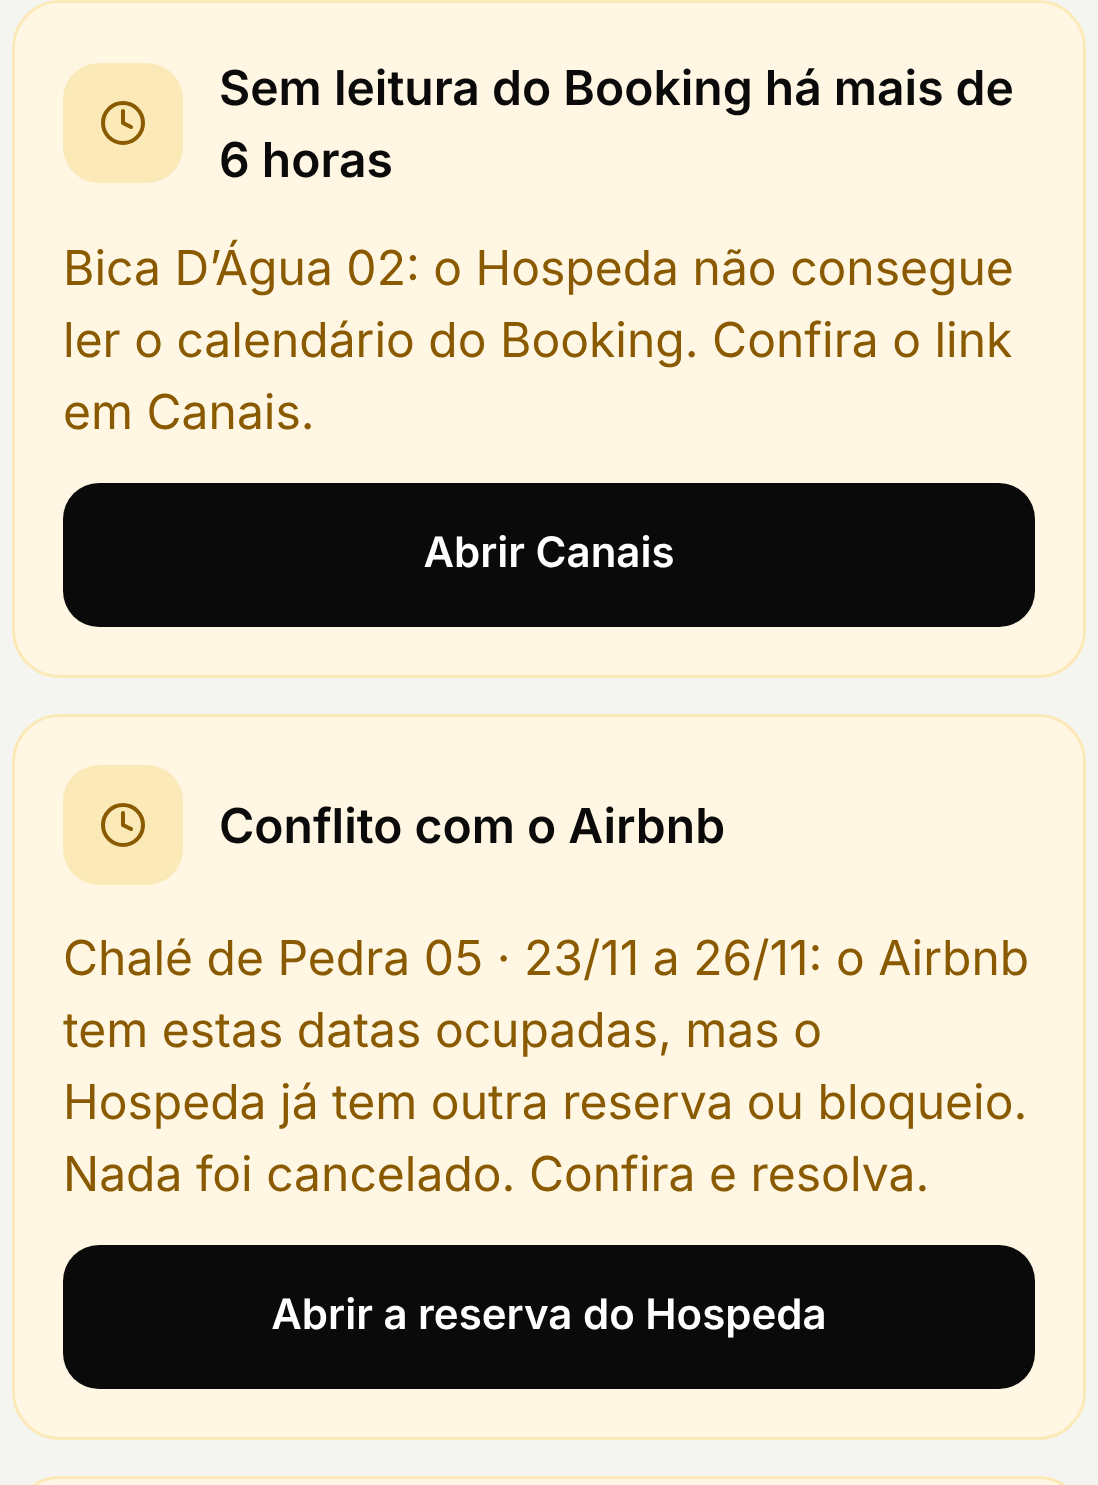 Sem leitura do Booking há mais de
6 horas
Bica D’Água 02: o Hospeda não consegue
ler o calendário do Booking. Confira o link
em Canais.
Abrir Canais
Conflito com o Airbnb
Chalé de Pedra 05 · 23/11 a 26/11: o Airbnb
tem estas datas ocupadas, mas o
Hospeda já tem outra reserva ou bloqueio.
Nada foi cancelado. Confira e resolva.
Abrir a reserva do Hospeda